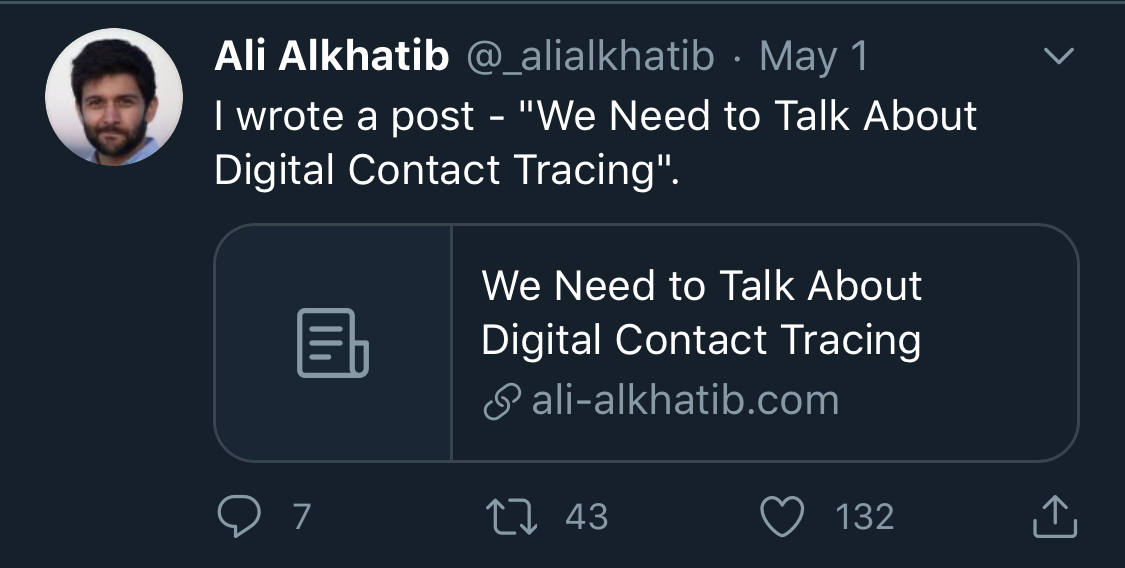 Ali Alkhatib @_alialkhatib · May 1
I wrote a post - "We Need to Talk About
Digital Contact Tracing".
We Need to Talk About
Digital Contact Tracing
ali-alkhatib.com
7 43 132